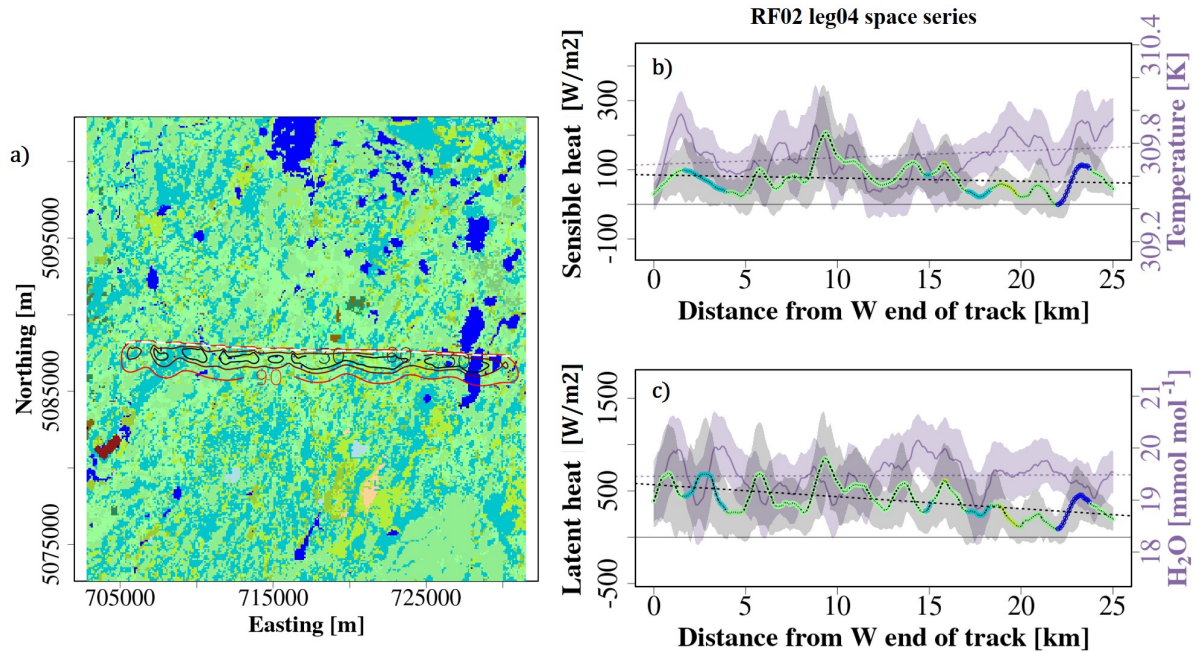 RF02 leg04 space series
a)
Northing [m]
5095000
5085000
5075000
90
705000 715000 725000
Easting [m]
b)
Sensible heat [W/m2]
300
100
-100
310.4
309.8
309.2
Temperature [K]
0 5 10 15 20 25
Distance from W end of track [km]
c)
Latent heat [W/m2]
1500
500
-500
21
20
19
18
H₂O [mmol mol⁻¹]
0 5 10 15 20 25
Distance from W end of track [km]